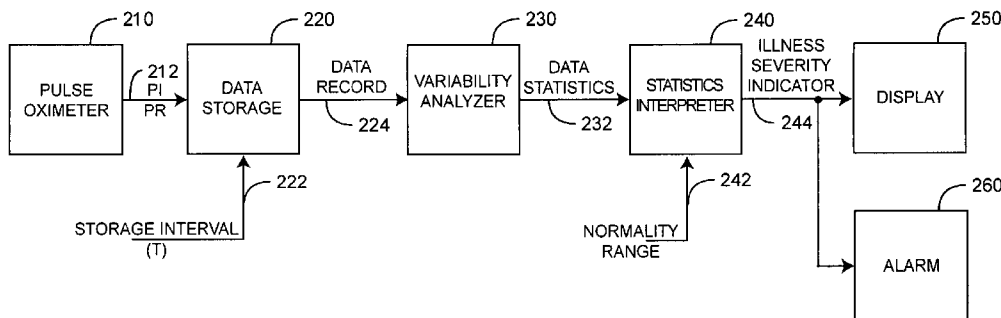 210
220
230
240
250
PULSE
OXIMETER
212
PI
PR
DATA
STORAGE
DATA
RECORD
224
VARIABILITY
ANALYZER
DATA
STATISTICS
232
STATISTICS
INTERPRETER
ILLNESS
SEVERITY
INDICATOR
244
DISPLAY
222
STORAGE INTERVAL
(T)
242
NORMALITY
RANGE
260
ALARM